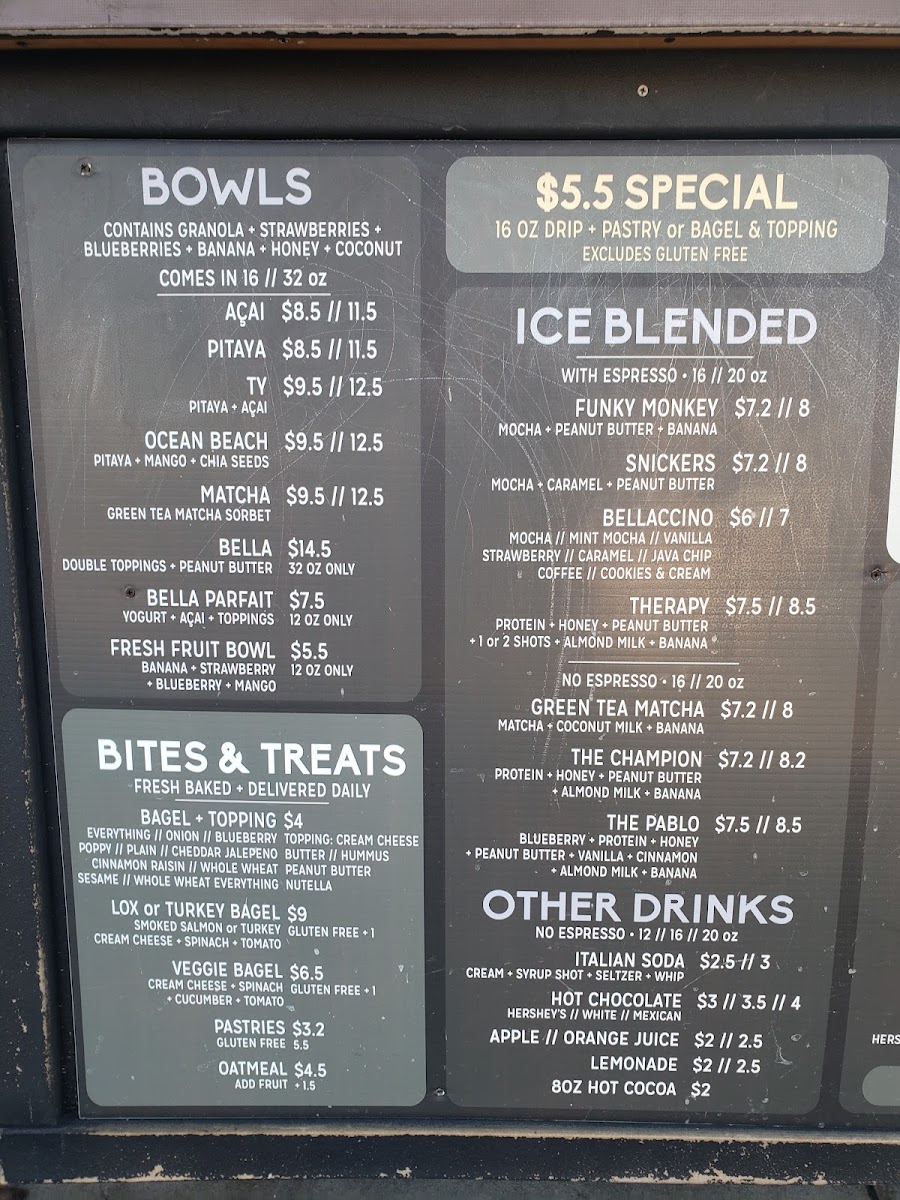 BOWLS
CONTAINS GRANOLA + STRAWBERRIES +
BLUEBERRIES + BANANA + HONEY + COCONUT
COMES IN 16 // 32 oz
AÇAI $8.5 // 11.5
PITAYA $8.5 // 11.5
TY $9.5 // 12.5
PITAYA + AÇAI
OCEAN BEACH $9.5 // 12.5
PITAYA + MANGO + CHIA SEEDS
MATCHA $9.5 // 12.5
GREEN TEA MATCHA SORBET
BELLA $14.5
DOUBLE TOPPINGS + PEANUT BUTTER 32 OZ ONLY
BELLA PARFAIT $7.5
YOGURT + AÇAI + TOPPINGS 12 OZ ONLY
FRESH FRUIT BOWL $5.5
BANANA + STRAWBERRY 12 OZ ONLY
+ BLUEBERRY + MANGO
BITES & TREATS
FRESH BAKED + DELIVERED DAILY
BAGEL + TOPPING $4
EVERYTHING // ONION // BLUEBERRY TOPPING: CREAM CHEESE
POPPY // PLAIN // CHEDDAR JALEPENO BUTTER // HUMMUS
CINNAMON RAISIN // WHOLE WHEAT PEANUT BUTTER
SESAME // WHOLE WHEAT EVERYTHING NUTELLA
LOX or TURKEY BAGEL $9
SMOKED SALMON or TURKEY GLUTEN FREE + 1
CREAM CHEESE + SPINACH + TOMATO
VEGGIE BAGEL $6.5
CREAM CHEESE + SPINACH GLUTEN FREE + 1
+ CUCUMBER + TOMATO
PASTRIES $3.2
GLUTEN FREE 5.5
OATMEAL $4.5
ADD FRUIT + 1.5
$5.5 SPECIAL
16 OZ DRIP + PASTRY or BAGEL & TOPPING
EXCLUDES GLUTEN FREE
ICE BLENDED
WITH ESPRESSO • 16 // 20 oz
FUNKY MONKEY $7.2 // 8
MOCHA + PEANUT BUTTER + BANANA
SNICKERS $7.2 // 8
MOCHA + CARAMEL + PEANUT BUTTER
BELLACCINO $6 // 7
MOCHA // MINT MOCHA // VANILLA
STRAWBERRY // CARAMEL // JAVA CHIP
COFFEE // COOKIES & CREAM
THERAPY $7.5 // 8.5
PROTEIN + HONEY + PEANUT BUTTER
+ 1 or 2 SHOTS + ALMOND MILK + BANANA
NO ESPRESSO • 16 // 20 oz
GREEN TEA MATCHA $7.2 // 8
MATCHA + COCONUT MILK + BANANA
THE CHAMPION $7.2 // 8.2
PROTEIN + HONEY + PEANUT BUTTER
+ ALMOND MILK + BANANA
THE PABLO $7.5 // 8.5
BLUEBERRY + PROTEIN + HONEY
+ PEANUT BUTTER + VANILLA + CINNAMON
+ ALMOND MILK + BANANA
OTHER DRINKS
NO ESPRESSO • 12 // 16 // 20 oz
ITALIAN SODA $2.5 // 3
CREAM + SYRUP SHOT + SELTZER + WHIP
HOT CHOCOLATE $3 // 3.5 // 4
HERSHEY'S // WHITE // MEXICAN
APPLE // ORANGE JUICE $2 // 2.5
LEMONADE $2 // 2.5
8OZ HOT COCOA $2
HERS